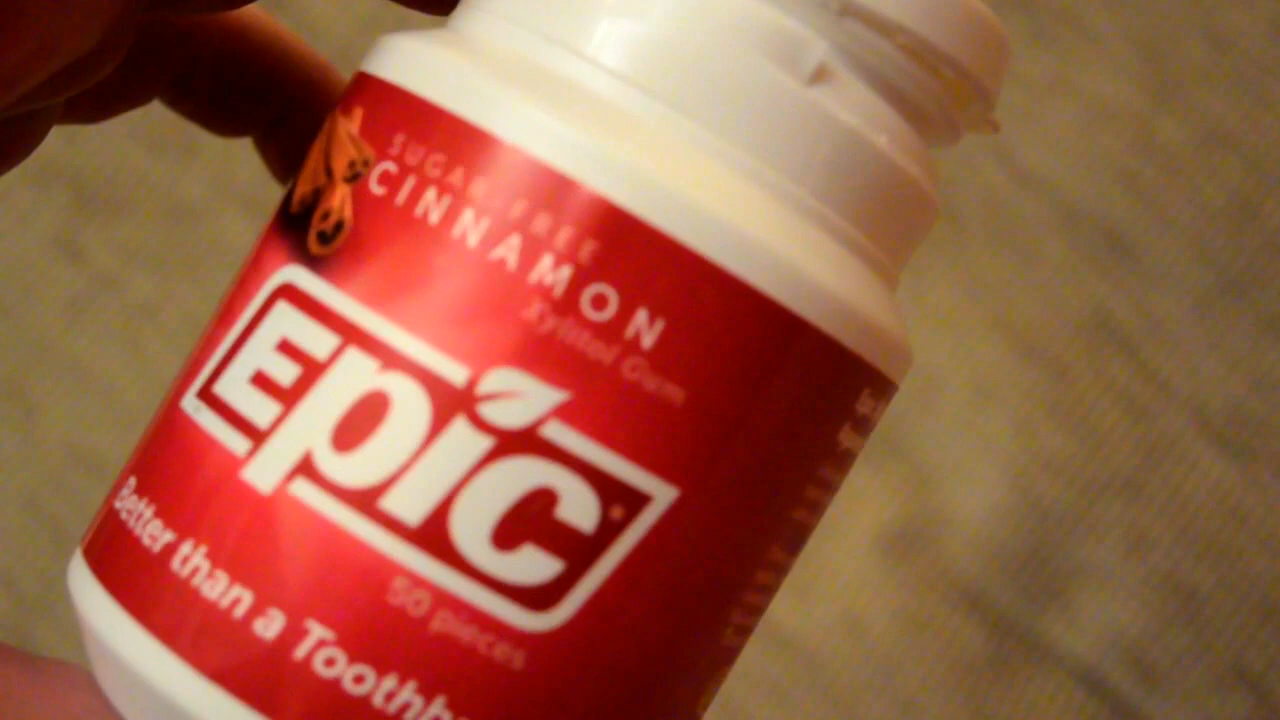 SUGAR FREE
CINNAMON
Xylitol Gum
Epic
50 pieces
Better than a Toothb